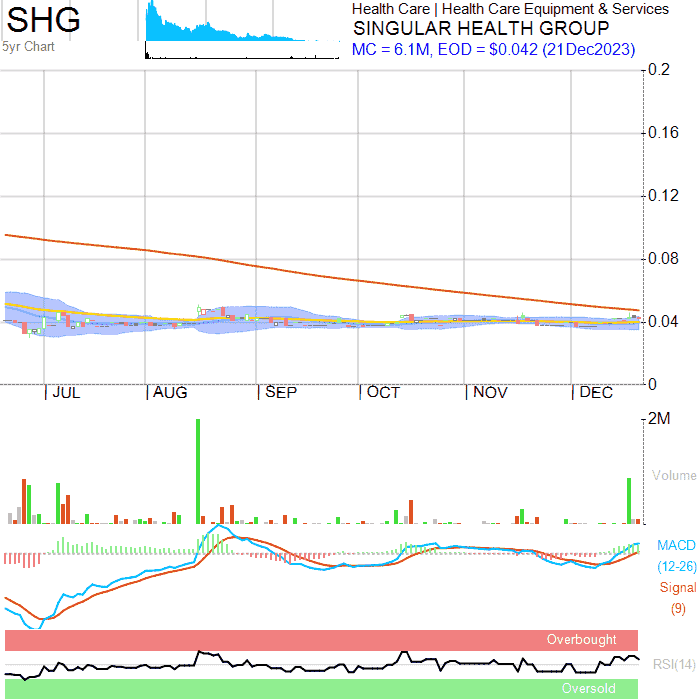 SHG
5yr Chart
Health Care | Health Care Equipment & Services
SINGULAR HEALTH GROUP
MC = 6.1M, EOD = $0.042 (21Dec2023)
0.2
0.16
0.12
0.08
0.04
0
JUL AUG SEP OCT NOV DEC
2M
Volume
MACD
(12-26)
Signal
(9)
Overbought
RSI(14)
Oversold